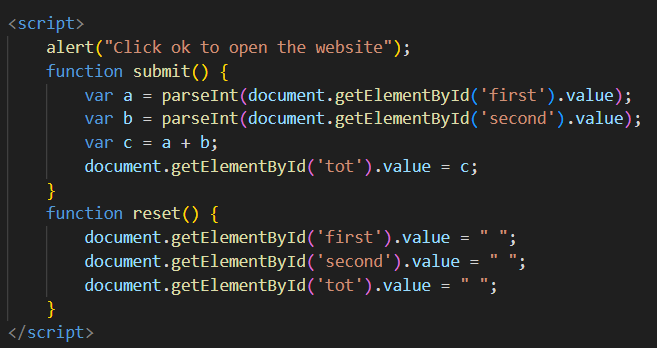 <script>
    alert("Click ok to open the website");
    function submit() {
        var a = parseInt(document.getElementById('first').value);
        var b = parseInt(document.getElementById('second').value);
        var c = a + b;
        document.getElementById('tot').value = c;
    }
    function reset() {
        document.getElementById('first').value = " ";
        document.getElementById('second').value = " ";
        document.getElementById('tot').value = " ";
    }
</script>